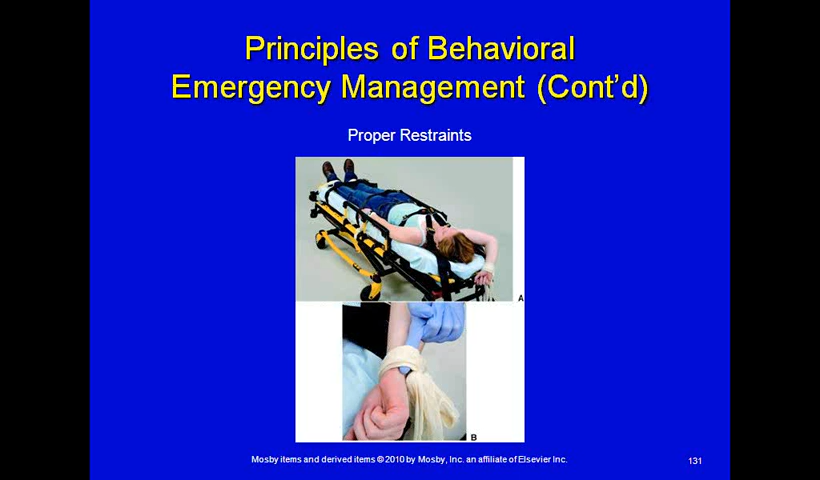 Principles of Behavioral
Emergency Management (Cont’d)
Proper Restraints
A
B
Mosby items and derived items © 2010 by Mosby, Inc. an affiliate of Elsevier Inc.
131